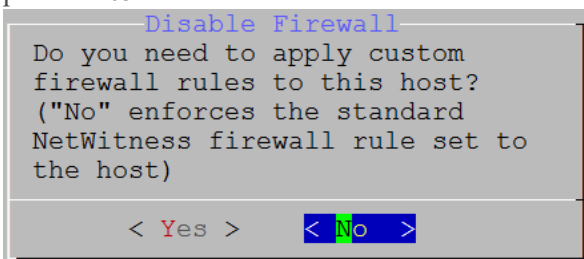 Disable Firewall
Do you need to apply custom
firewall rules to this host?
("No" enforces the standard
NetWitness firewall rule set to
the host)
< Yes > < No >